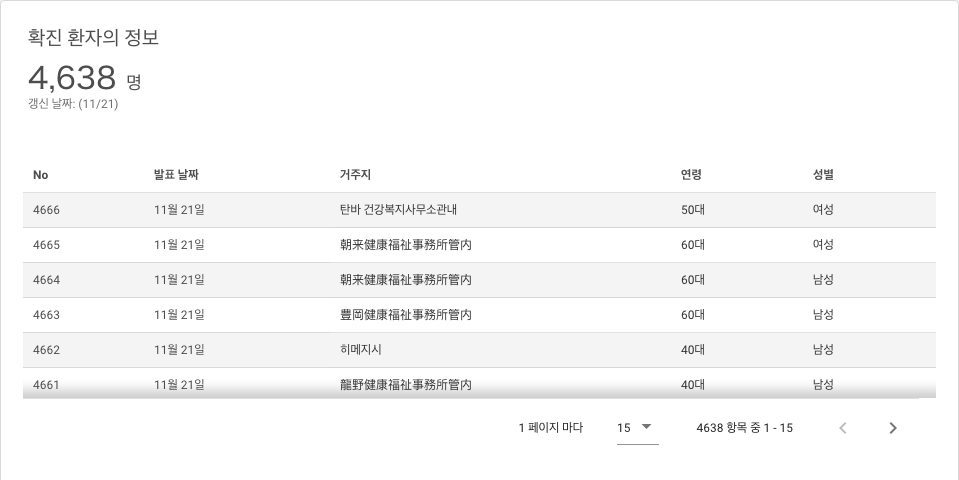 확진 환자의 정보
4,638 명
갱신 날짜: (11/21)
No 발표 날짜 거주지 연령 성별
4666 11월 21일 탄바 건강복지사무소관내 50대 여성
4665 11월 21일 朝来健康福祉事務所管内 60대 여성
4664 11월 21일 朝来健康福祉事務所管内 60대 남성
4663 11월 21일 豊岡健康福祉事務所管内 60대 남성
4662 11월 21일 히메지시 40대 남성
4661 11월 21일 龍野健康福祉事務所管内 40대 남성
1 페이지 마다 15 4638 항목 중 1 - 15